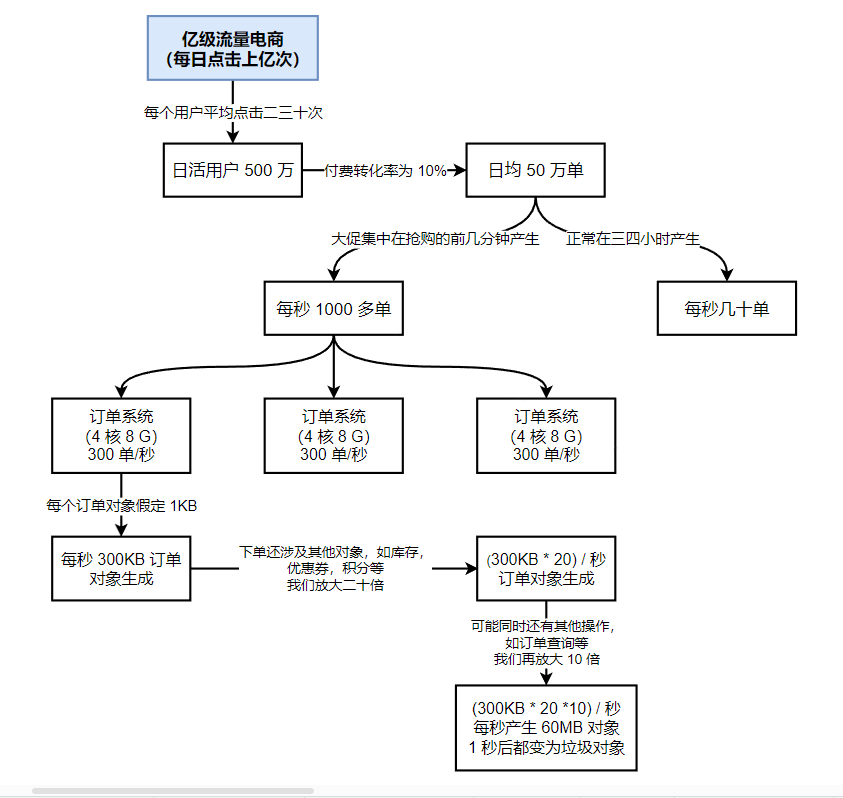 亿级流量电商
（每日点击上亿次）
每个用户平均点击二三十次
日活用户 500 万
付费转化率为 10%
日均 50 万单
大促集中在抢购的前几分钟产生
正常在三四小时产生
每秒 1000 多单
每秒几十单
订单系统
(4 核 8 G)
300 单/秒
订单系统
(4 核 8 G)
300 单/秒
订单系统
(4 核 8 G)
300 单/秒
每个订单对象假定 1KB
每秒 300KB 订单
对象生成
下单还涉及其他对象，如库存，
优惠券，积分等
我们放大二十倍
(300KB * 20) / 秒
订单对象生成
可能同时还有其他操作，
如订单查询等
我们再放大 10 倍
(300KB * 20 *10) / 秒
每秒产生 60MB 对象
1 秒后都变为垃圾对象